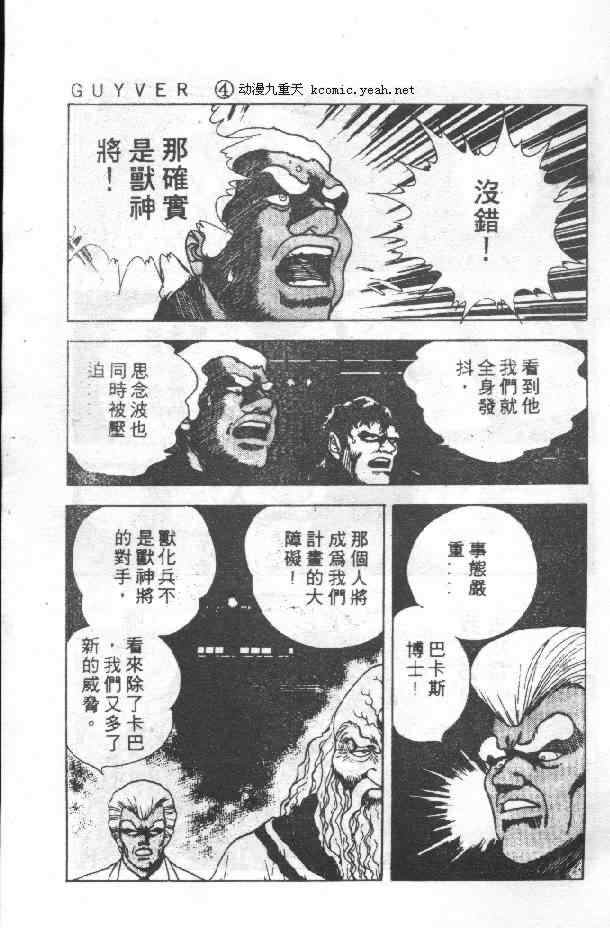 GUYVER ④动漫九重天 kcomic.yeah.net
沒錯！
那確實
是獸神
將！
看到他
我們就
全身發
抖．
思念波也
同時被壓
迫……
事態嚴
重…
巴卡斯
博士！
那個人將
成爲我們
計畫的大
障礙！
獸化兵不
是獸神將
的對手，
看來除了卡巴
，我們又多了
新的威脅。